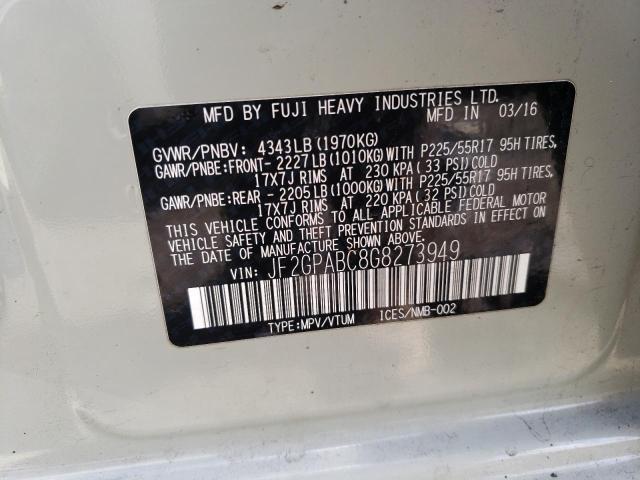 MFD BY FUJI HEAVY INDUSTRIES LTD.
MFD IN 03/16
GVWR/PNBV: 4343LB(1970KG)
GAWR/PNBE:FRONT- 2227LB(1010KG)WITH P225/55R17 95H TIRES,
17X7J RIMS AT 230 KPA(33 PSI)COLD
GAWR/PNBE:REAR - 2205LB(1000KG)WITH P225/55R17 95H TIRES,
17X7J RIMS AT 220 KPA(32 PSI)COLD
THIS VEHICLE CONFORMS TO ALL APPLICABLE FEDERAL MOTOR
VEHICLE SAFETY AND THEFT PREVENTION STANDARDS IN EFFECT ON
THE DATE OF MANUFACTURE SHOWN ABOVE.
VIN: JF2GPABC8G8273949
TYPE:MPV/VTUM ICES/NMB-002